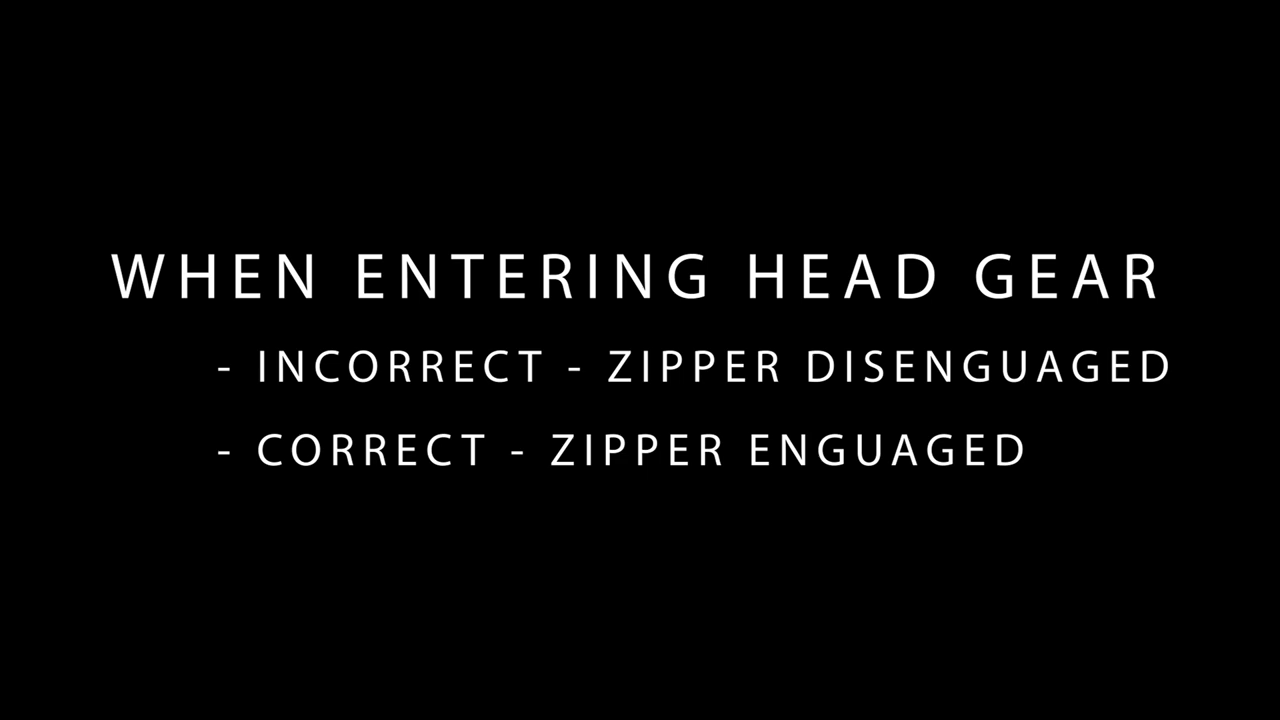 WHEN ENTERING HEAD GEAR
- INCORRECT - ZIPPER DISENGUAGED
- CORRECT - ZIPPER ENGUAGED